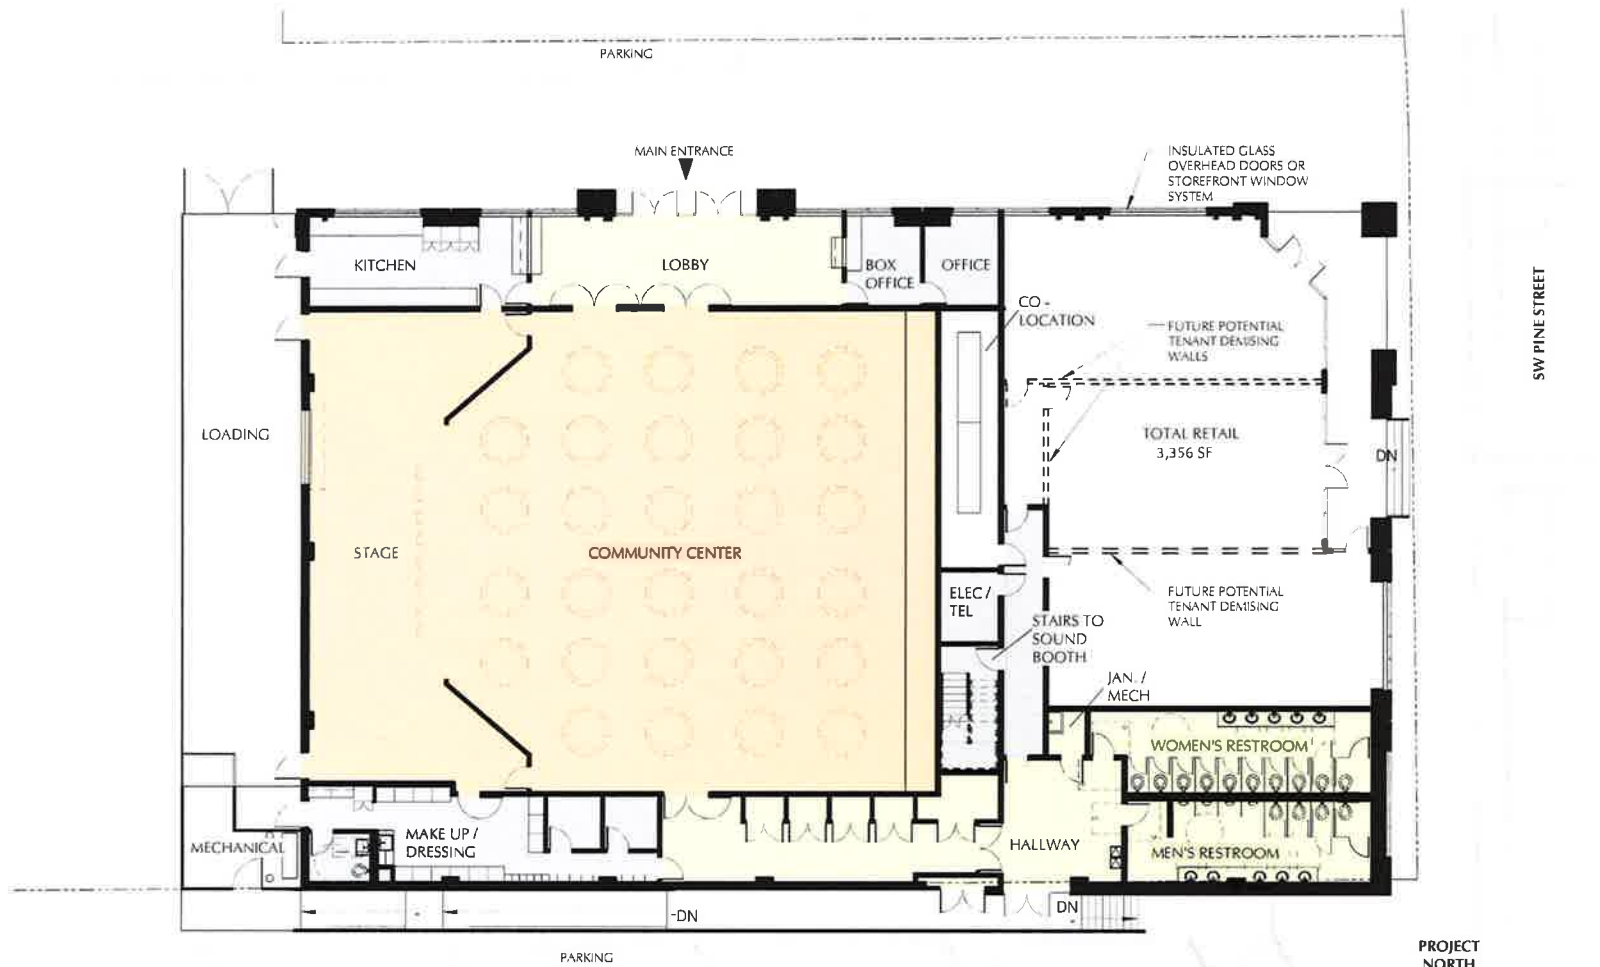 PARKING
MAIN ENTRANCE
INSULATED GLASS
OVERHEAD DOORS OR
STOREFRONT WINDOW
SYSTEM
KITCHEN
LOBBY
BOX
OFFICE
OFFICE
CO -
LOCATION
FUTURE POTENTIAL
TENANT DEMISING
WALLS
SW PINE STREET
LOADING
TOTAL RETAIL
3,356 SF
DN
STAGE
COMMUNITY CENTER
ELEC /
TEL
FUTURE POTENTIAL
TENANT DEMISING
WALL
STAIRS TO
SOUND
BOOTH
JAN. /
MECH
WOMEN'S RESTROOM
MECHANICAL
MAKE UP /
DRESSING
HALLWAY
MEN'S RESTROOM
DN
DN
PARKING
PROJECT
NORTH